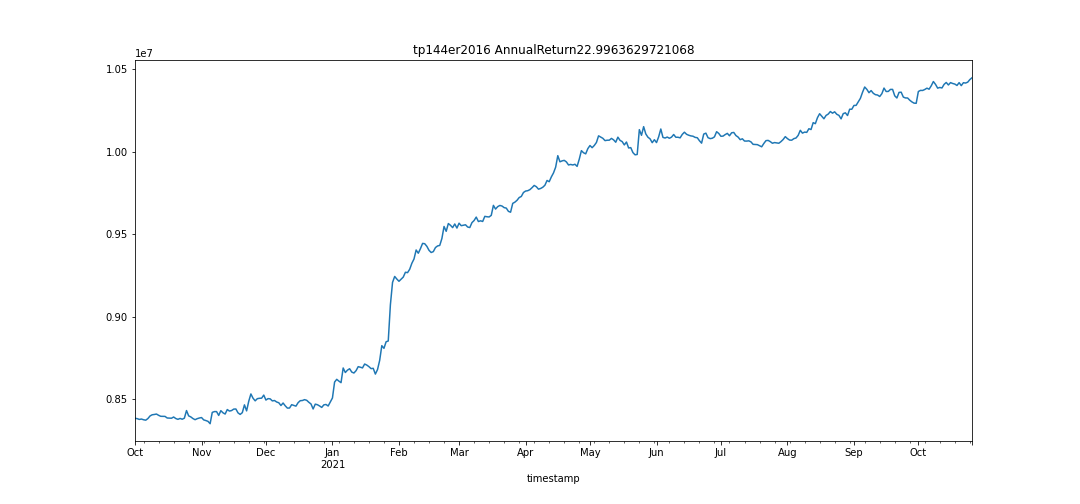 tp144er2016 AnnualReturn22.9963629721068
1e7
1.05
1.00
0.95
0.90
0.85
Oct Nov Dec Jan Feb Mar Apr May Jun Jul Aug Sep Oct
2021
timestamp